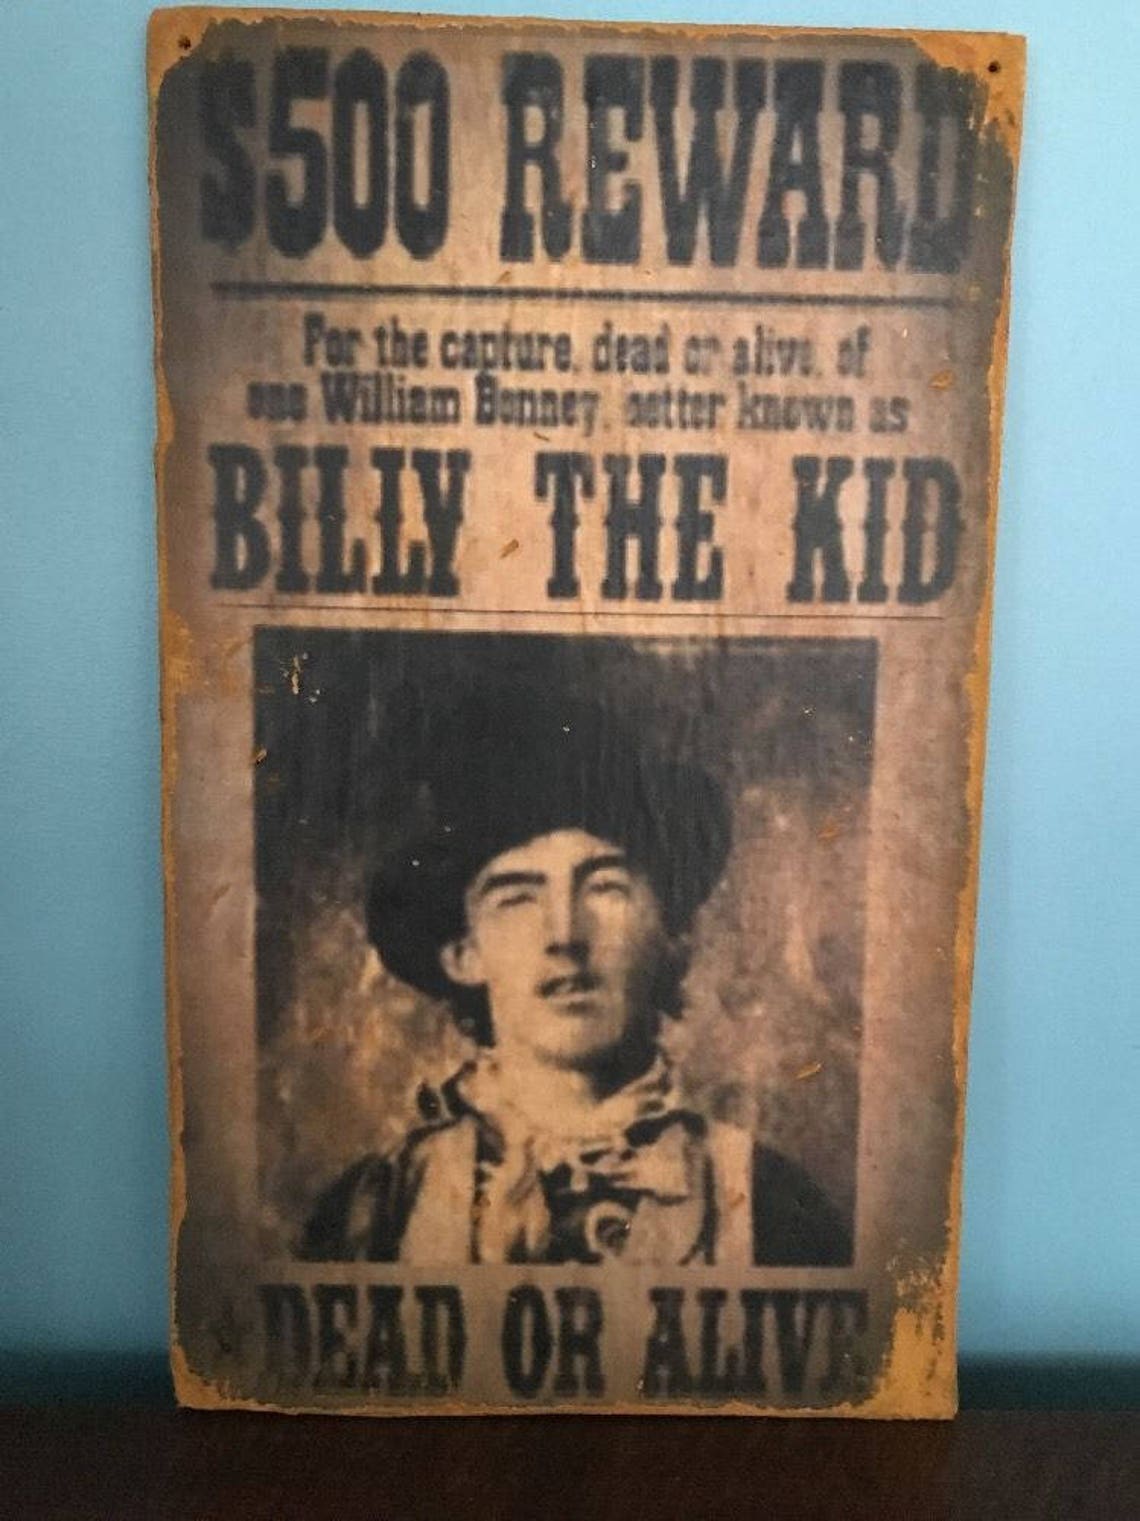 $500 REWARD
For the capture, dead or alive, of
one William Bonney, better known as
BILLY THE KID
DEAD OR ALIVE